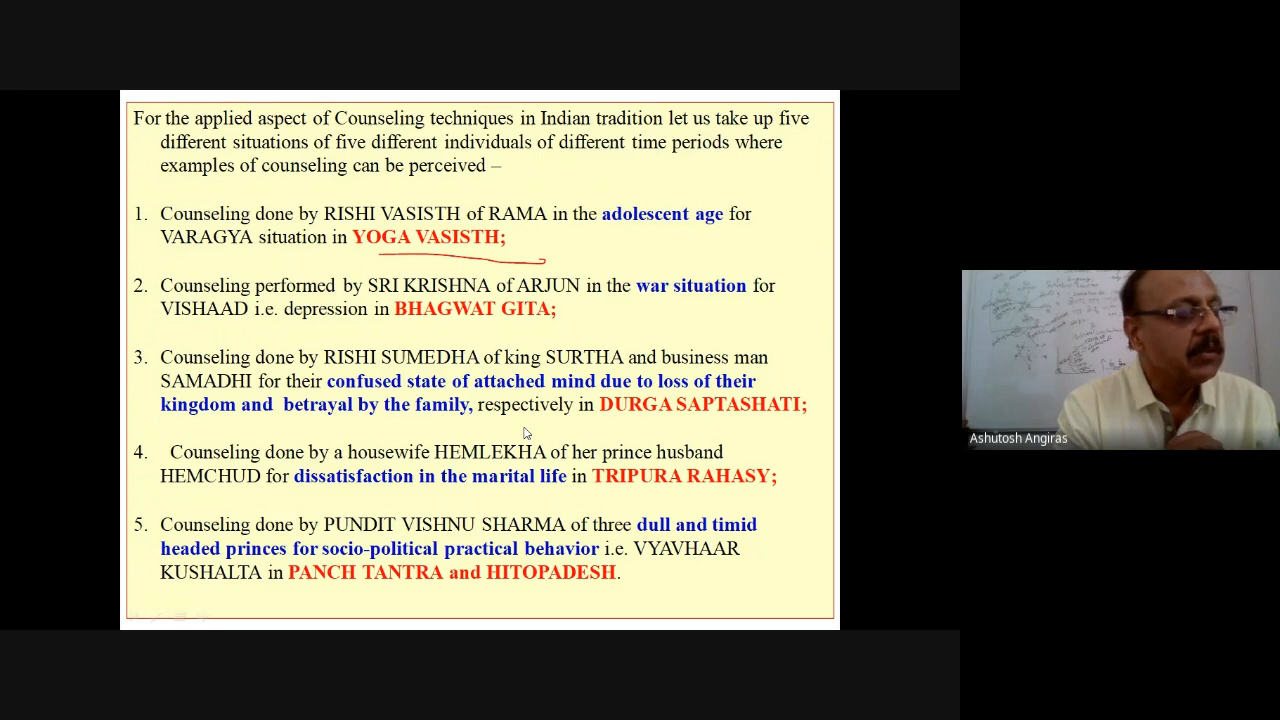 For the applied aspect of Counseling techniques in Indian tradition let us take up five
different situations of five different individuals of different time periods where
examples of counseling can be perceived –
1. Counseling done by RISHI VASISTH of RAMA in the adolescent age for
VARAGYA situation in YOGA VASISTH;
2. Counseling performed by SRI KRISHNA of ARJUN in the war situation for
VISHAAD i.e. depression in BHAGWAT GITA;
3. Counseling done by RISHI SUMEDHA of king SURTHA and business man
SAMADHI for their confused state of attached mind due to loss of their
kingdom and betrayal by the family, respectively in DURGA SAPTASHATI;
4. Counseling done by a housewife HEMLEKHA of her prince husband
HEMCHUD for dissatisfaction in the marital life in TRIPURA RAHASY;
5. Counseling done by PUNDIT VISHNU SHARMA of three dull and timid
headed princes for socio-political practical behavior i.e. VYAVHAAR
KUSHALTA in PANCH TANTRA and HITOPADESH.
Ashutosh Angiras